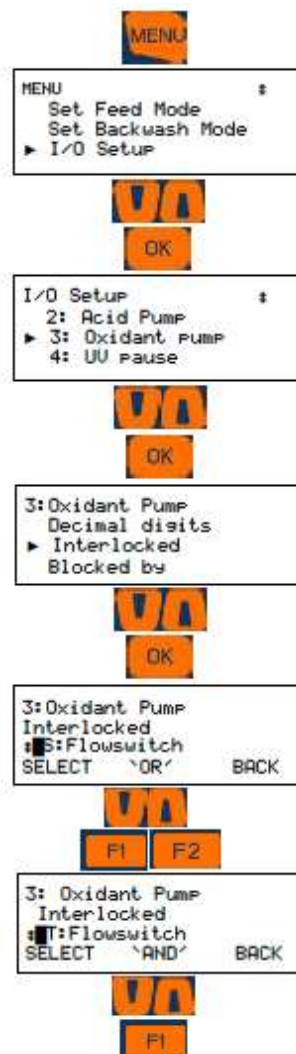 MENU
MENU ↕
Set Feed Mode
Set Backwash Mode
► I/O Setup
OK
I/O Setup ↕
2: Acid Pump
► 3: Oxidant pump
4: UV pause
OK
3:Oxidant Pump
Decimal digits
► Interlocked
Blocked by
OK
3:Oxidant Pump
Interlocked
↕█S:Flowswitch
SELECT `OR´ BACK
F1 F2
3: Oxidant Pump
Interlocked
↕█T:Flowswitch
SELECT `AND´ BACK
F1